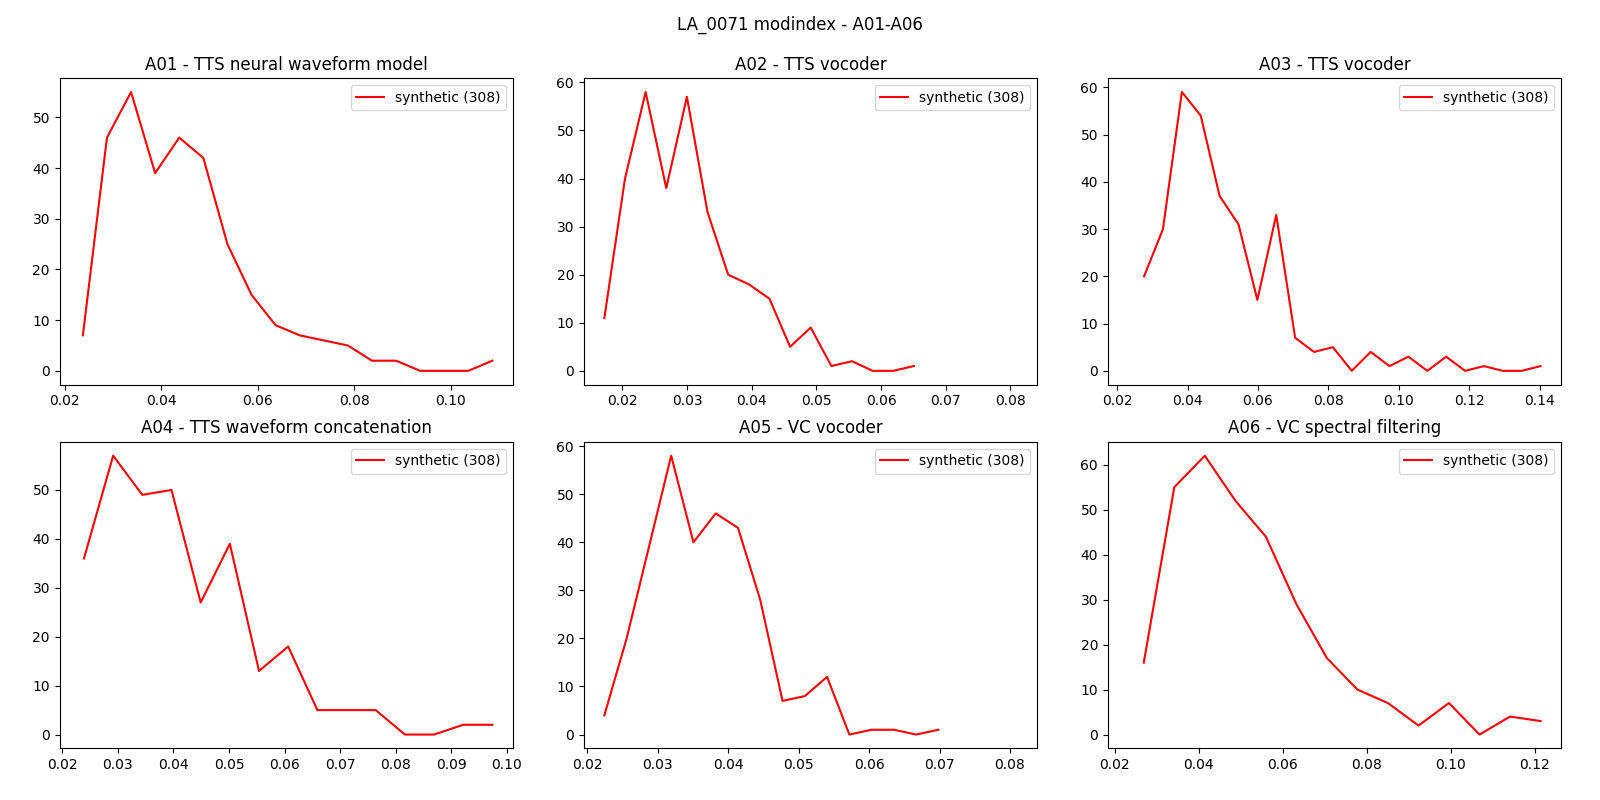 LA_0071 modindex - A01-A06
A01 - TTS neural waveform model
synthetic (308)
50
40
30
20
10
0
0.02 0.04 0.06 0.08 0.10
A02 - TTS vocoder
synthetic (308)
60
50
40
30
20
10
0
0.02 0.03 0.04 0.05 0.06 0.07 0.08
A03 - TTS vocoder
synthetic (308)
60
50
40
30
20
10
0
0.02 0.04 0.06 0.08 0.10 0.12 0.14
A04 - TTS waveform concatenation
synthetic (308)
50
40
30
20
10
0
0.02 0.03 0.04 0.05 0.06 0.07 0.08 0.09 0.10
A05 - VC vocoder
synthetic (308)
60
50
40
30
20
10
0
0.02 0.03 0.04 0.05 0.06 0.07 0.08
A06 - VC spectral filtering
synthetic (308)
60
50
40
30
20
10
0
0.02 0.04 0.06 0.08 0.10 0.12